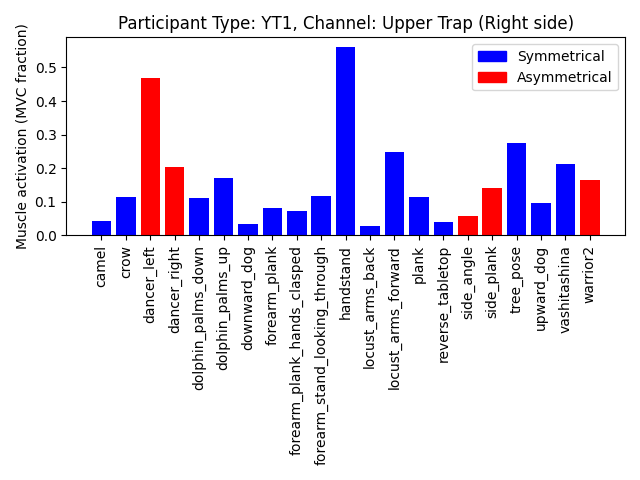 Participant Type: YT1, Channel: Upper Trap (Right side)
Muscle activation (MVC fraction)
0.5
0.4
0.3
0.2
0.1
0.0
Symmetrical
Asymmetrical
camel
crow
dancer_left
dancer_right
dolphin_palms_down
dolphin_palms_up
downward_dog
forearm_plank
forearm_plank_hands_clasped
forearm_stand_looking_through
handstand
locust_arms_back
locust_arms_forward
plank
reverse_tabletop
side_angle
side_plank
tree_pose
upward_dog
vashitashina
warrior2